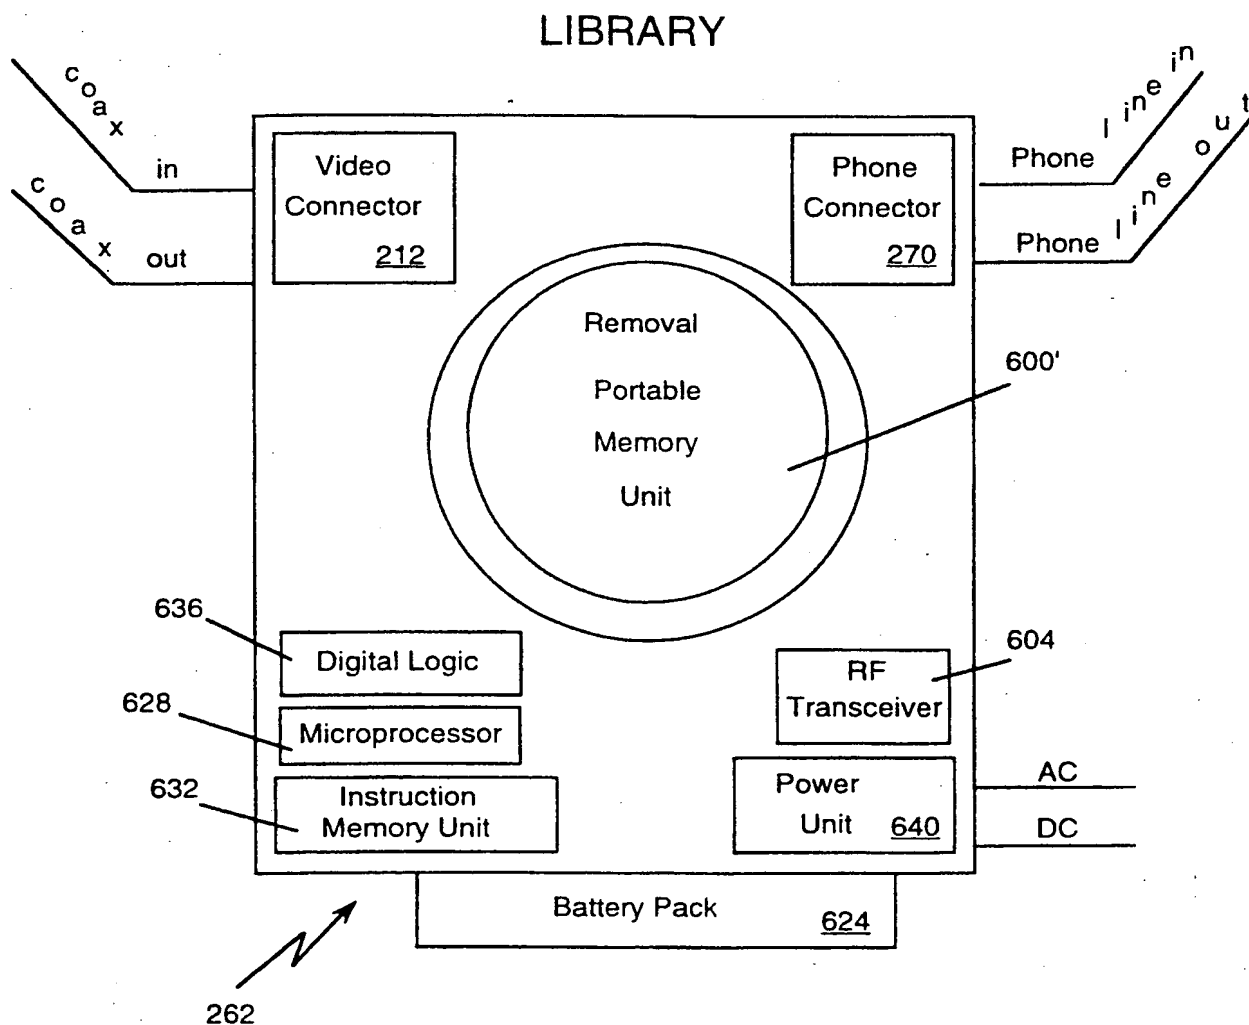 LIBRARY
coax in
coax out
Video
Connector
212
Phone
Connector
270
Phone line in
Phone line out
Removal
Portable
Memory
Unit
600'
636
Digital Logic
628
Microprocessor
632
Instruction
Memory Unit
604
RF
Transceiver
Power
Unit 640
AC
DC
Battery Pack 624
262